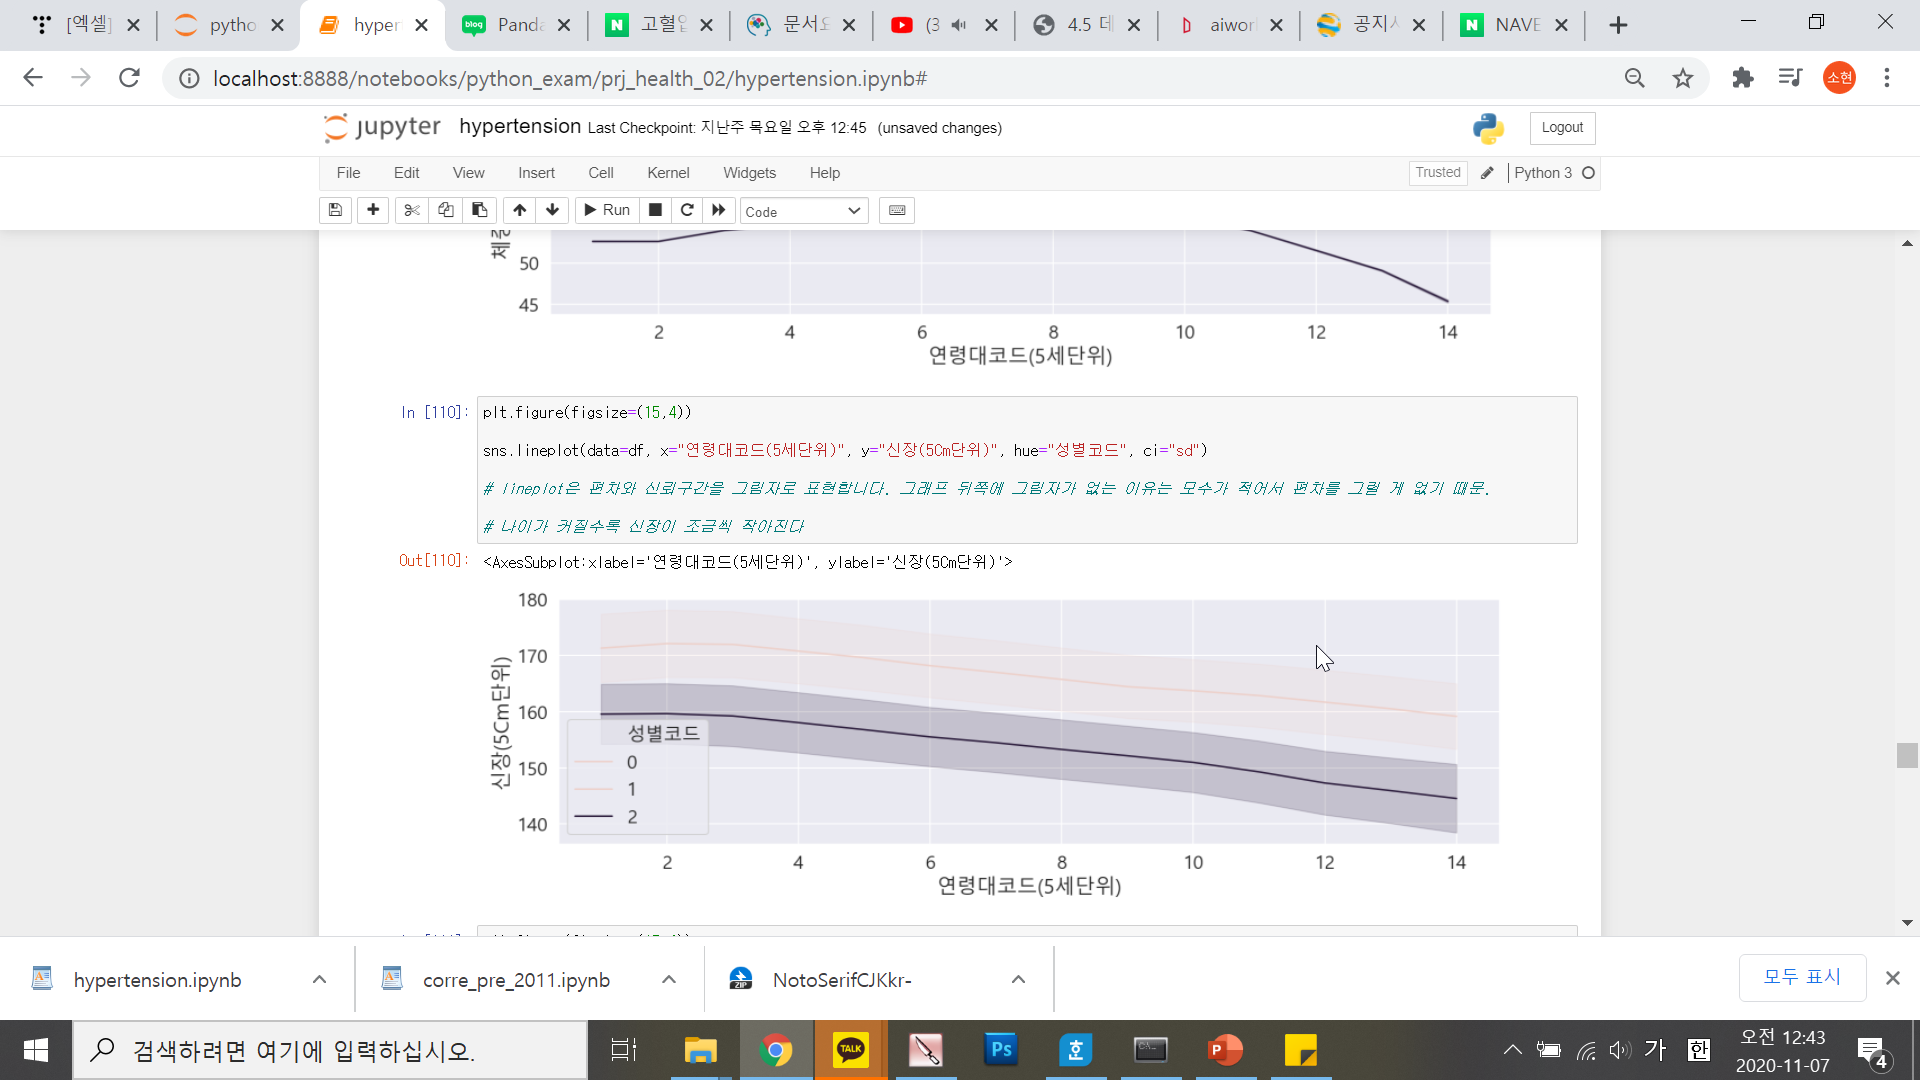 [엑셀]
pytho
hyper
blog
Panda
고혈압
문서요
(3
4.5 데
aiwor
공지사
NAVE
localhost:8888/notebooks/python_exam/prj_health_02/hypertension.ipynb#
소현
jupyter hypertension Last Checkpoint: 지난주 목요일 오후 12:45 (unsaved changes)
Logout
File Edit View Insert Cell Kernel Widgets Help
Trusted
Python 3
Run
Code
50
45
2 4 6 8 10 12 14
연령대코드(5세단위)
In [110]:
plt.figure(figsize=(15,4))
sns.lineplot(data=df, x="연령대코드(5세단위)", y="신장(5Cm단위)", hue="성별코드", ci="sd")
# lineplot은 편차와 신뢰구간을 그림자로 표현합니다. 그래프 뒤쪽에 그림자가 없는 이유는 모수가 적어서 편차를 그릴 게 없기 때문.
# 나이가 커질수록 신장이 조금씩 작아진다
Out[110]:
<AxesSubplot:xlabel='연령대코드(5세단위)', ylabel='신장(5Cm단위)'>
180
170
160
150
140
신장(5Cm단위)
성별코드
0
1
2
2 4 6 8 10 12 14
연령대코드(5세단위)
hypertension.ipynb
corre_pre_2011.ipynb
ZIP
NotoSerifCJKkr-
모두 표시
검색하려면 여기에 입력하십시오.
TALK
Ps
호
P
가
한
오전 12:43
2020-11-07
4